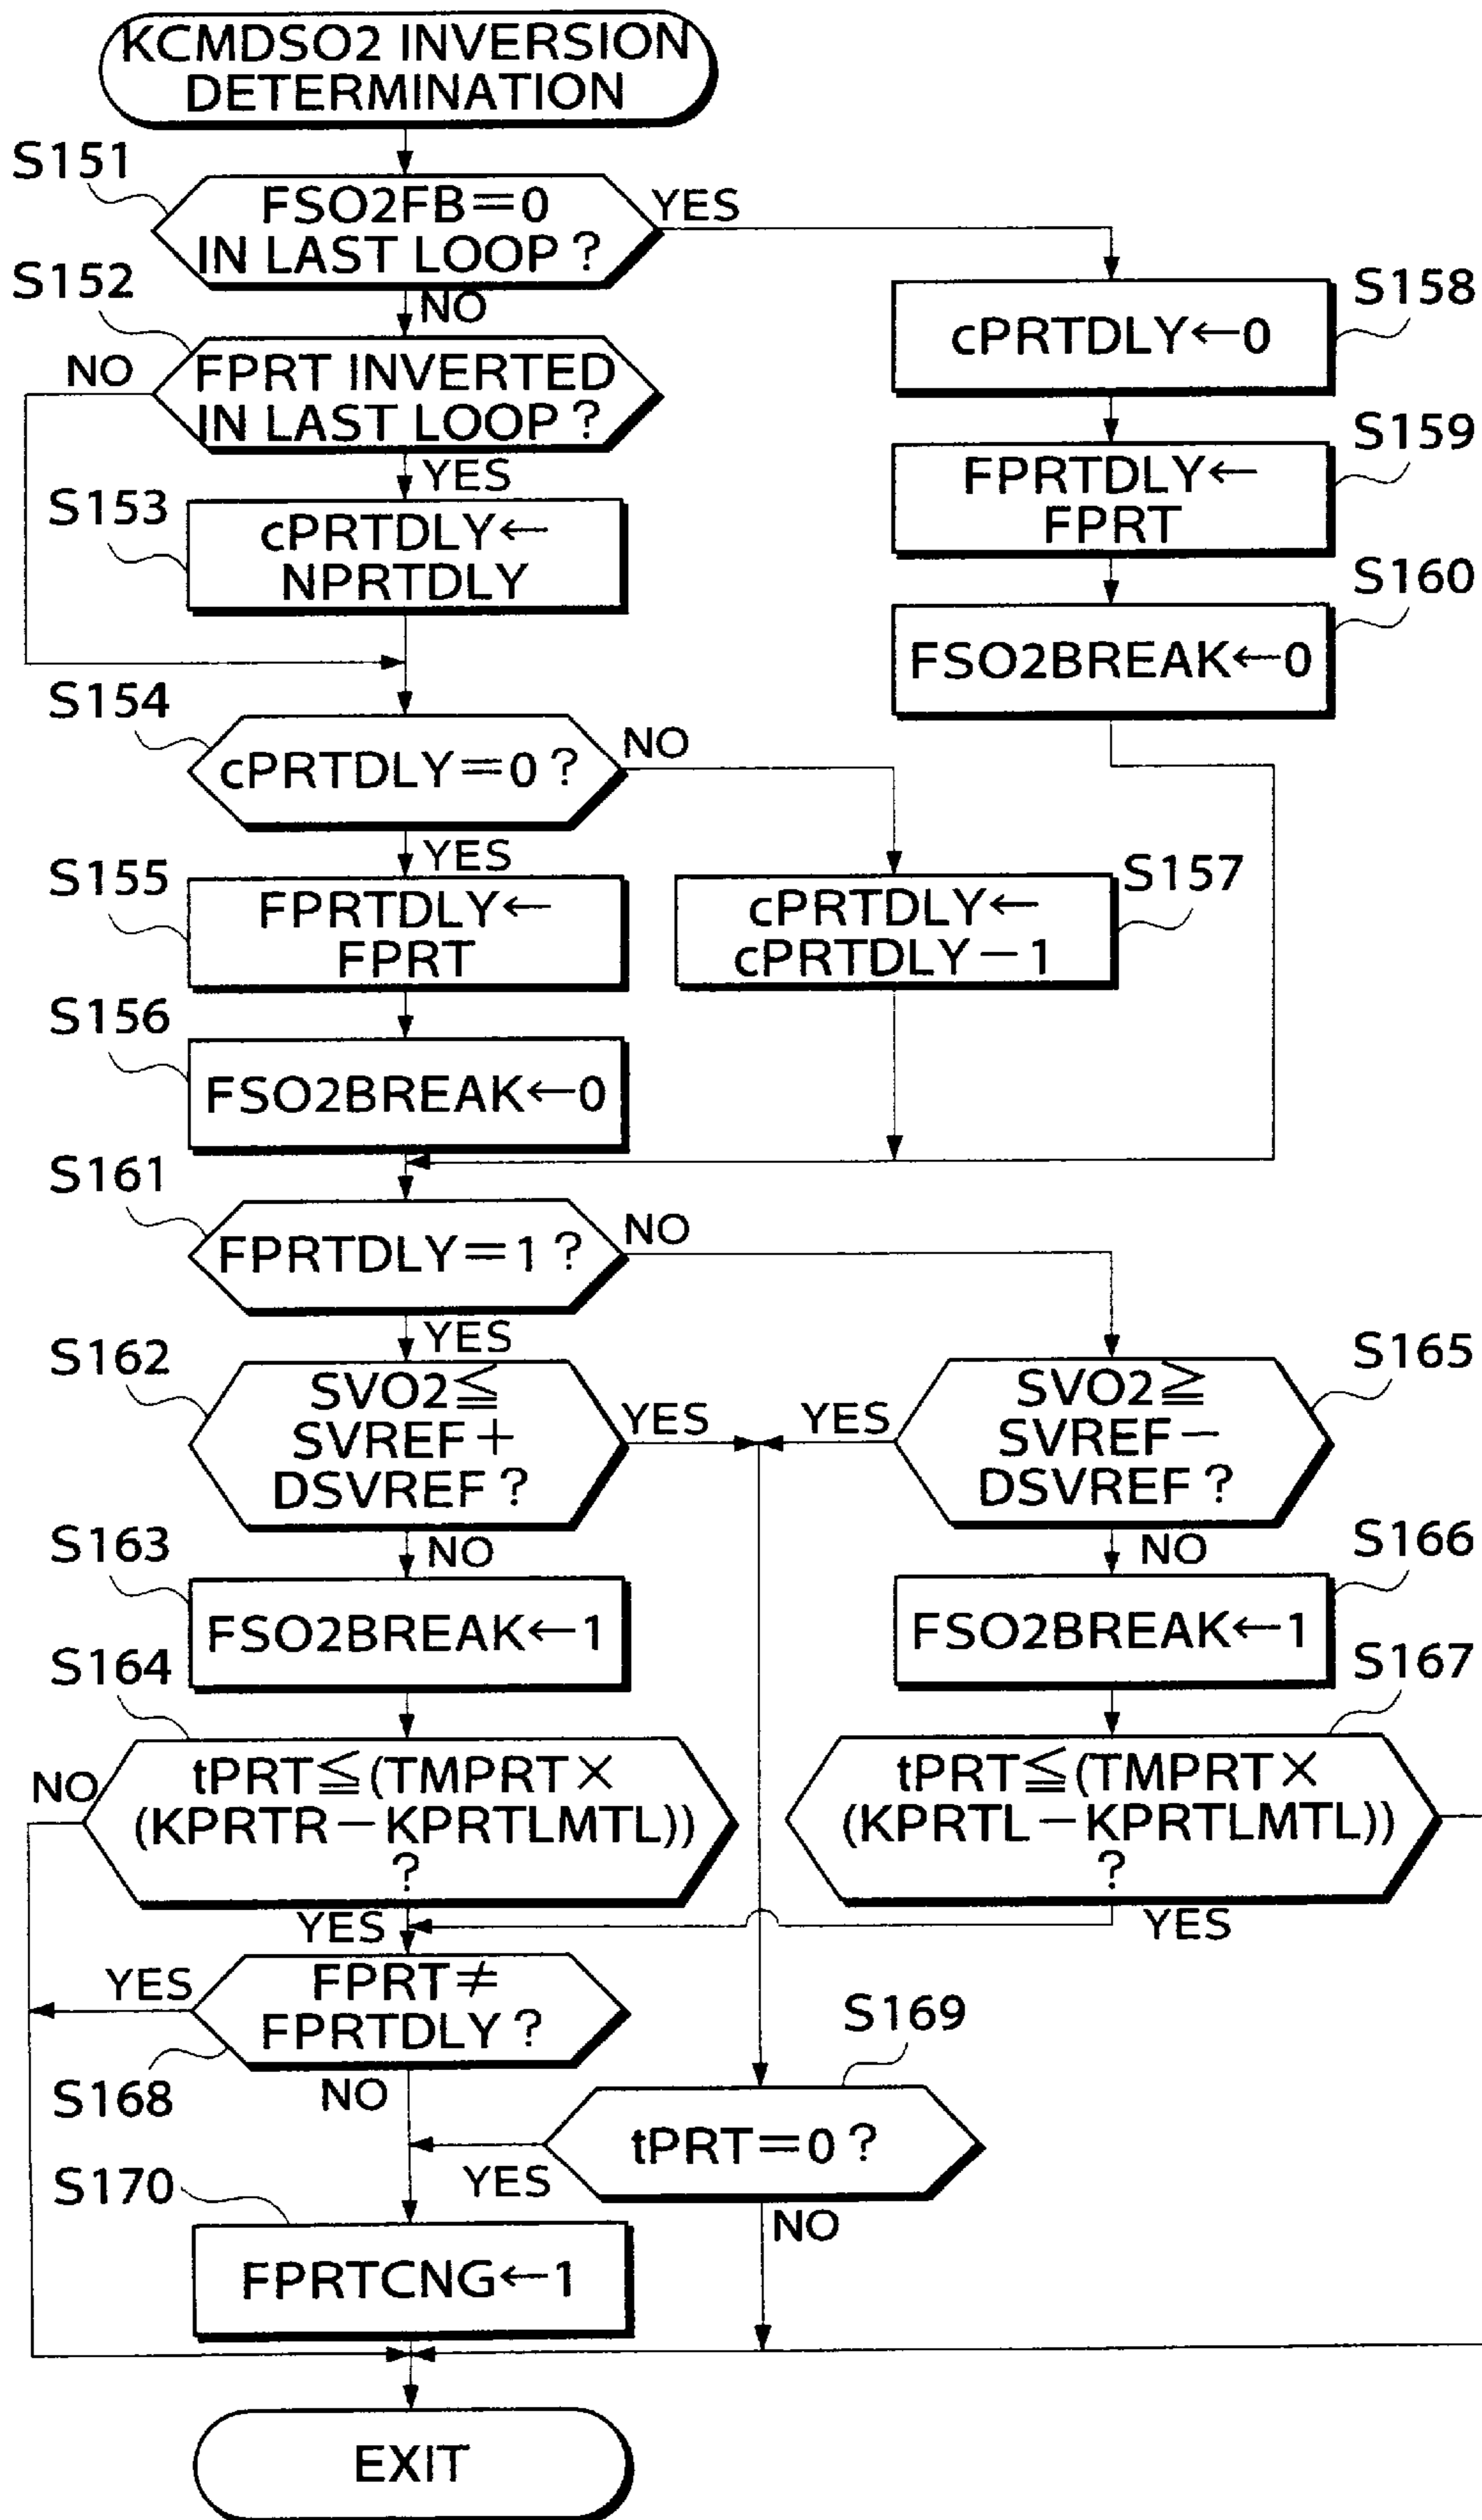 KCMDSO2 INVERSION
DETERMINATION
S151
FSO2FB=0
IN LAST LOOP ?
YES
NO
S152
FPRT INVERTED
IN LAST LOOP ?
NO
YES
S153
cPRTDLY←
NPRTDLY
S158
cPRTDLY←0
S159
FPRTDLY←
FPRT
S160
FSO2BREAK←0
S154
cPRTDLY=0 ?
NO
YES
S155
FPRTDLY←
FPRT
S157
cPRTDLY←
cPRTDLY−1
S156
FSO2BREAK←0
S161
FPRTDLY=1 ?
NO
YES
S162
SVO2≦
SVREF+
DSVREF ?
YES
NO
S165
SVO2≧
SVREF−
DSVREF ?
YES
NO
S163
FSO2BREAK←1
S166
FSO2BREAK←1
S164
tPRT≦(TMPRT×
(KPRTR−KPRTLMTL))
?
NO
YES
S167
tPRT≦(TMPRT×
(KPRTL−KPRTLMTL))
?
YES
S168
FPRT≠
FPRTDLY ?
YES
NO
S169
tPRT=0 ?
YES
NO
S170
FPRTCNG←1
EXIT